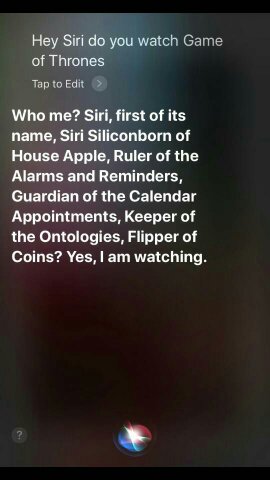 Hey Siri do you watch Game
of Thrones
Tap to Edit >
Who me? Siri, first of its
name, Siri Siliconborn of
House Apple, Ruler of the
Alarms and Reminders,
Guardian of the Calendar
Appointments, Keeper of
the Ontologies, Flipper of
Coins? Yes, I am watching.
?